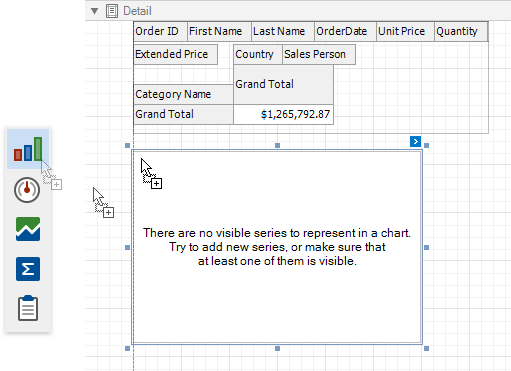 Detail
Order ID First Name Last Name OrderDate Unit Price Quantity
Extended Price Country Sales Person
Grand Total
Category Name
Grand Total $1,265,792.87
There are no visible series to represent in a chart.
Try to add new series, or make sure that
at least one of them is visible.